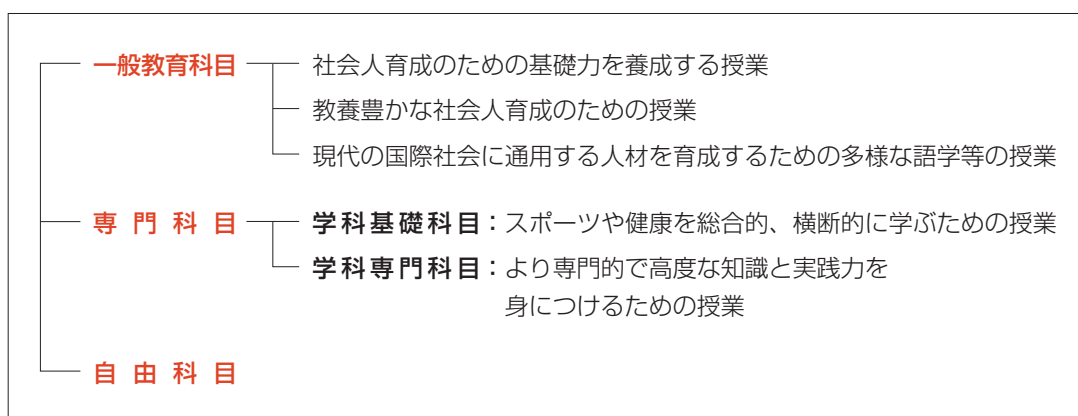 一般教育科目 社会人育成のための基礎力を養成する授業
教養豊かな社会人育成のための授業
現代の国際社会に通用する人材を育成するための多様な語学等の授業
専門科目 学科基礎科目：スポーツや健康を総合的、横断的に学ぶための授業
学科専門科目：より専門的で高度な知識と実践力を
身につけるための授業
自由科目